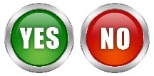 YES NO